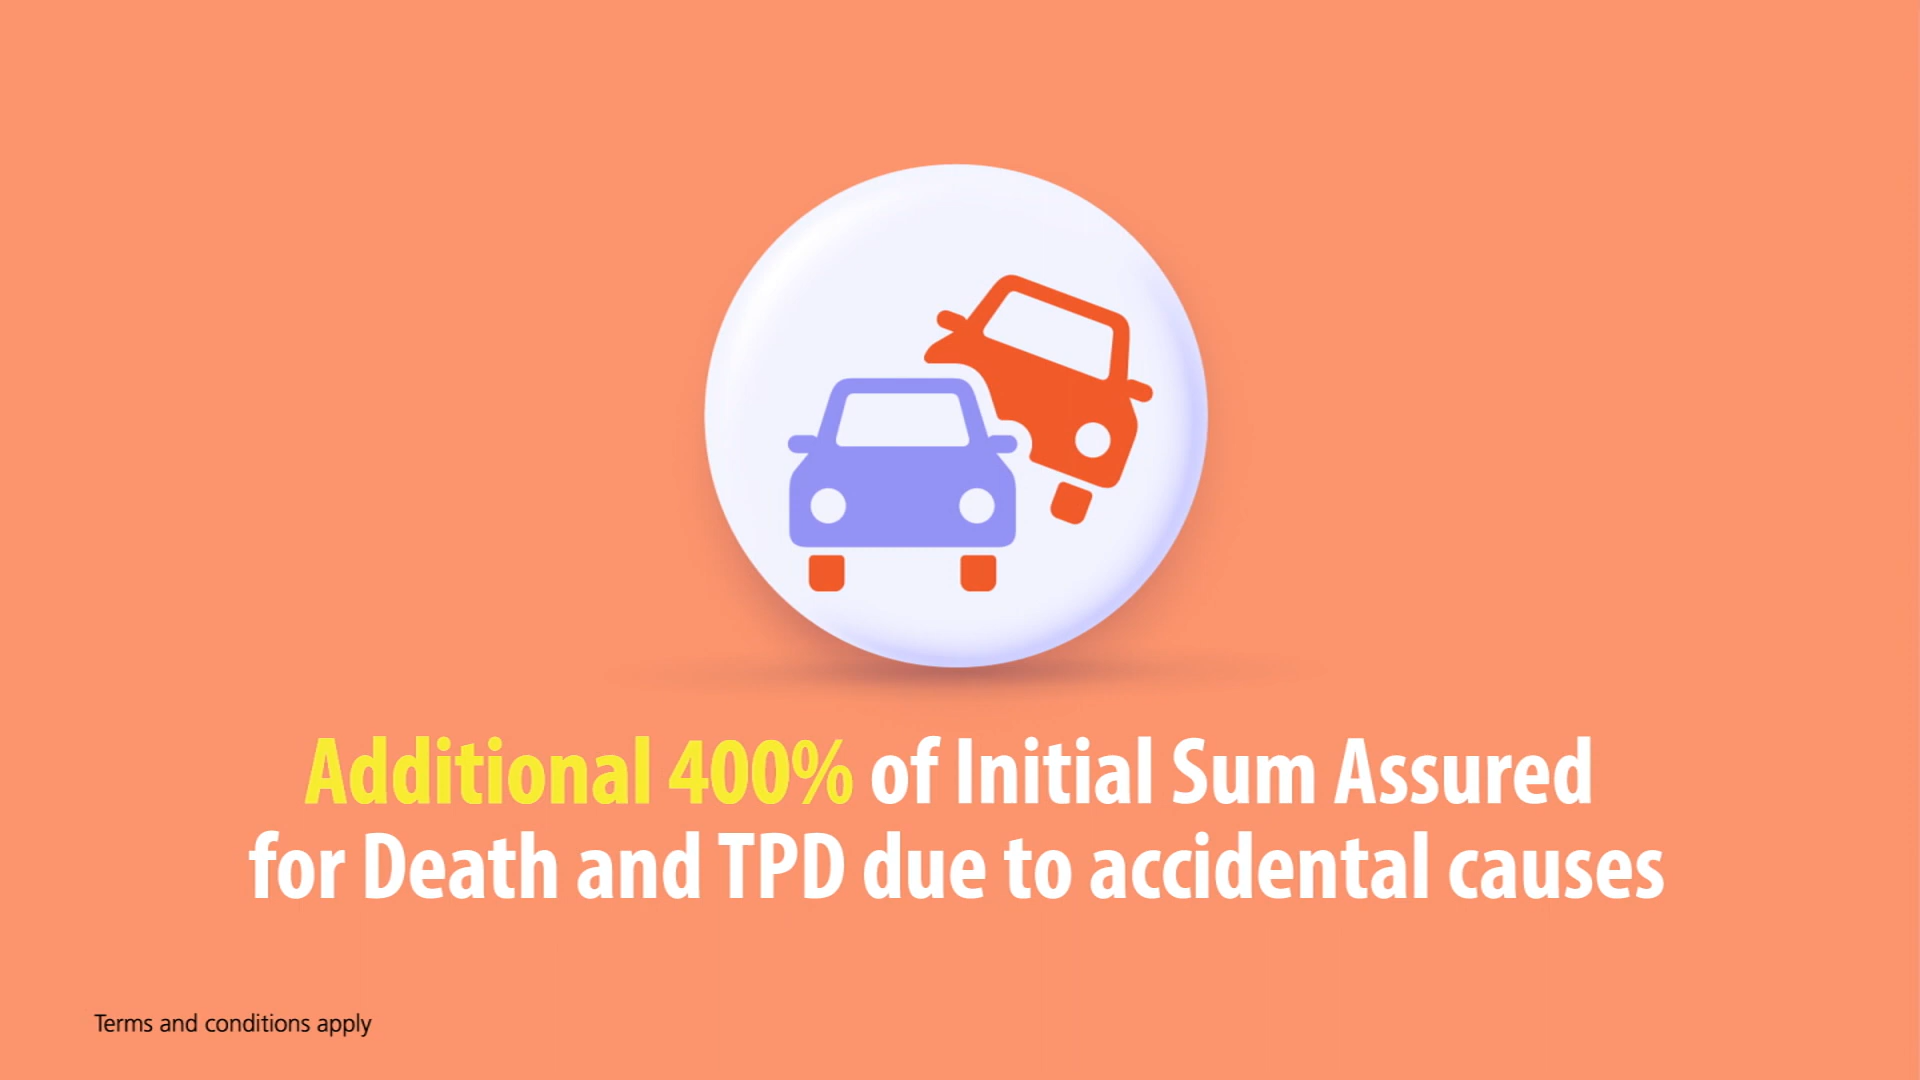 Additional 400% of Initial Sum Assured
for Death and TPD due to accidental causes
Terms and conditions apply